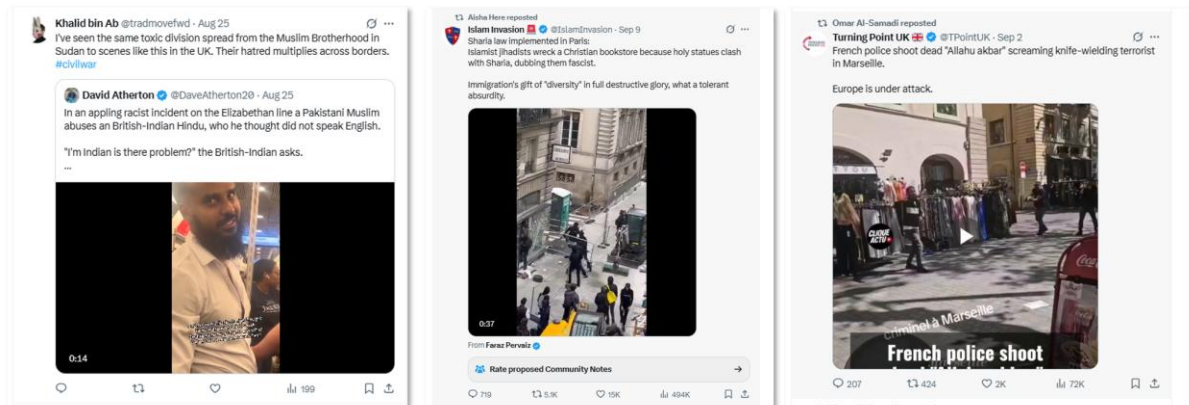 Khalid bin Ab @tradmovefwd · Aug 25
I've seen the same toxic division spread from the Muslim Brotherhood in
Sudan to scenes like this in the UK. Their hatred multiplies across borders.
#civilwar
David Atherton @DaveAtherton20 · Aug 25
In an appling racist incident on the Elizabethan line a Pakistani Muslim
abuses an British-Indian Hindu, who he thought did not speak English.
"I'm Indian is there problem?" the British-Indian asks.
...
0:14
199
Aisha Here reposted
Islam Invasion @IslamInvasion · Sep 9
Sharia law implemented in Paris:
Islamist jihadists wreck a Christian bookstore because holy statues clash
with Sharia, dubbing them fascist.
Immigration's gift of "diversity" in full destructive glory, what a tolerant
absurdity.
0:37
From Faraz Pervaiz
Rate proposed Community Notes
719
5.1K
15K
494K
Omar Al-Samadi reposted
Turning Point UK @TPointUK · Sep 2
French police shoot dead "Allahu akbar" screaming knife-wielding terrorist
in Marseille.
Europe is under attack.
CLIQUE
ACTU
Coca
criminel à Marseille
French police shoot
207
424
2K
72K